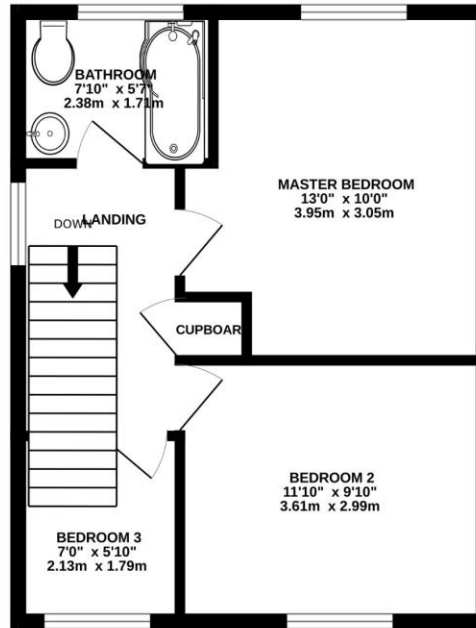 BATHROOM
7'10" x 5'7"
2.38m x 1.71m
MASTER BEDROOM
13'0" x 10'0"
3.95m x 3.05m
LANDING
DOWN
CUPBOAR
BEDROOM 2
11'10" x 9'10"
3.61m x 2.99m
BEDROOM 3
7'0" x 5'10"
2.13m x 1.79m